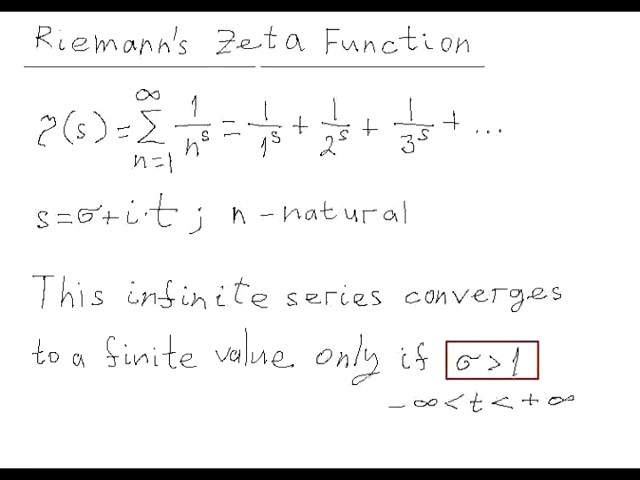 Riemann's Zeta Function
ζ(s) = ∑_{n=1}^{∞} 1/n^s = 1/1^s + 1/2^s + 1/3^s + ...
s = σ + i·t ; n - natural
This infinite series converges
to a finite value only if σ > 1
-∞ < t < +∞